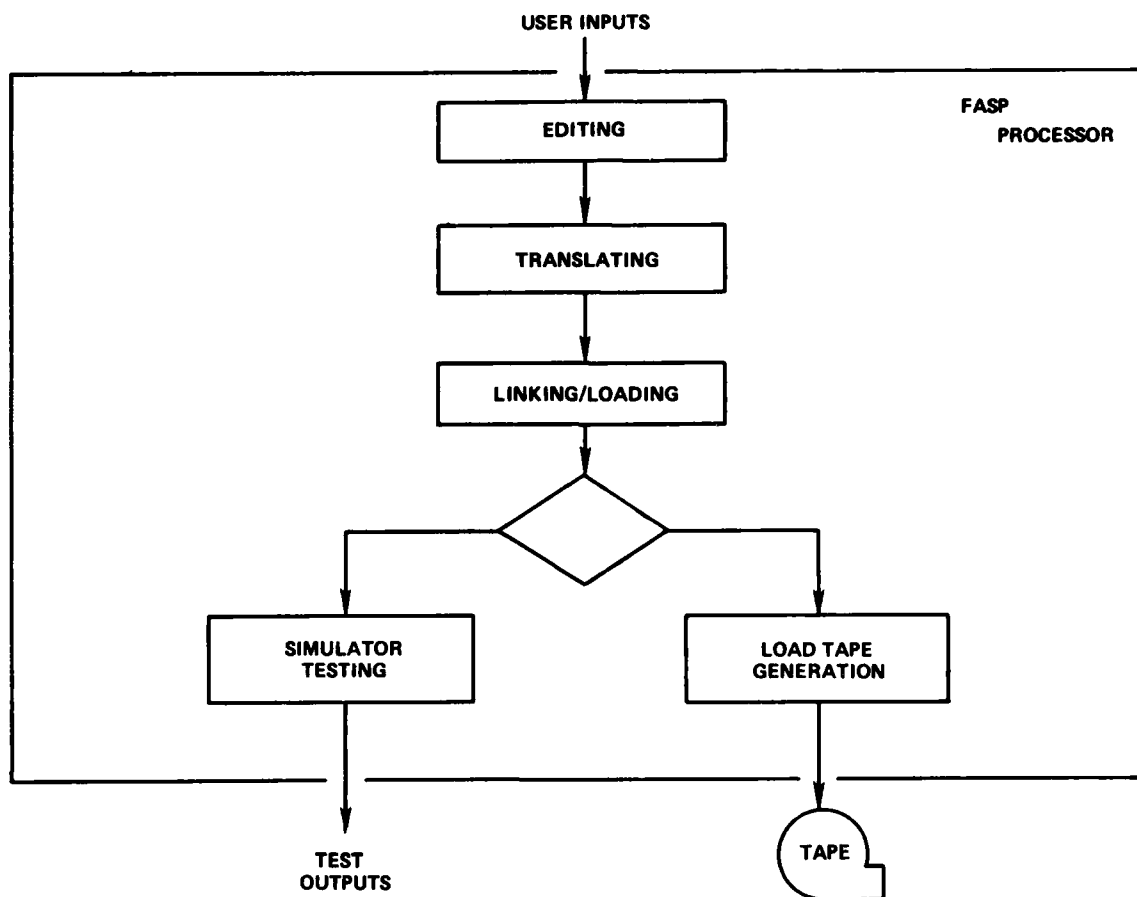 USER INPUTS
FASP
PROCESSOR
EDITING
TRANSLATING
LINKING/LOADING
SIMULATOR
TESTING
LOAD TAPE
GENERATION
TEST
OUTPUTS
TAPE